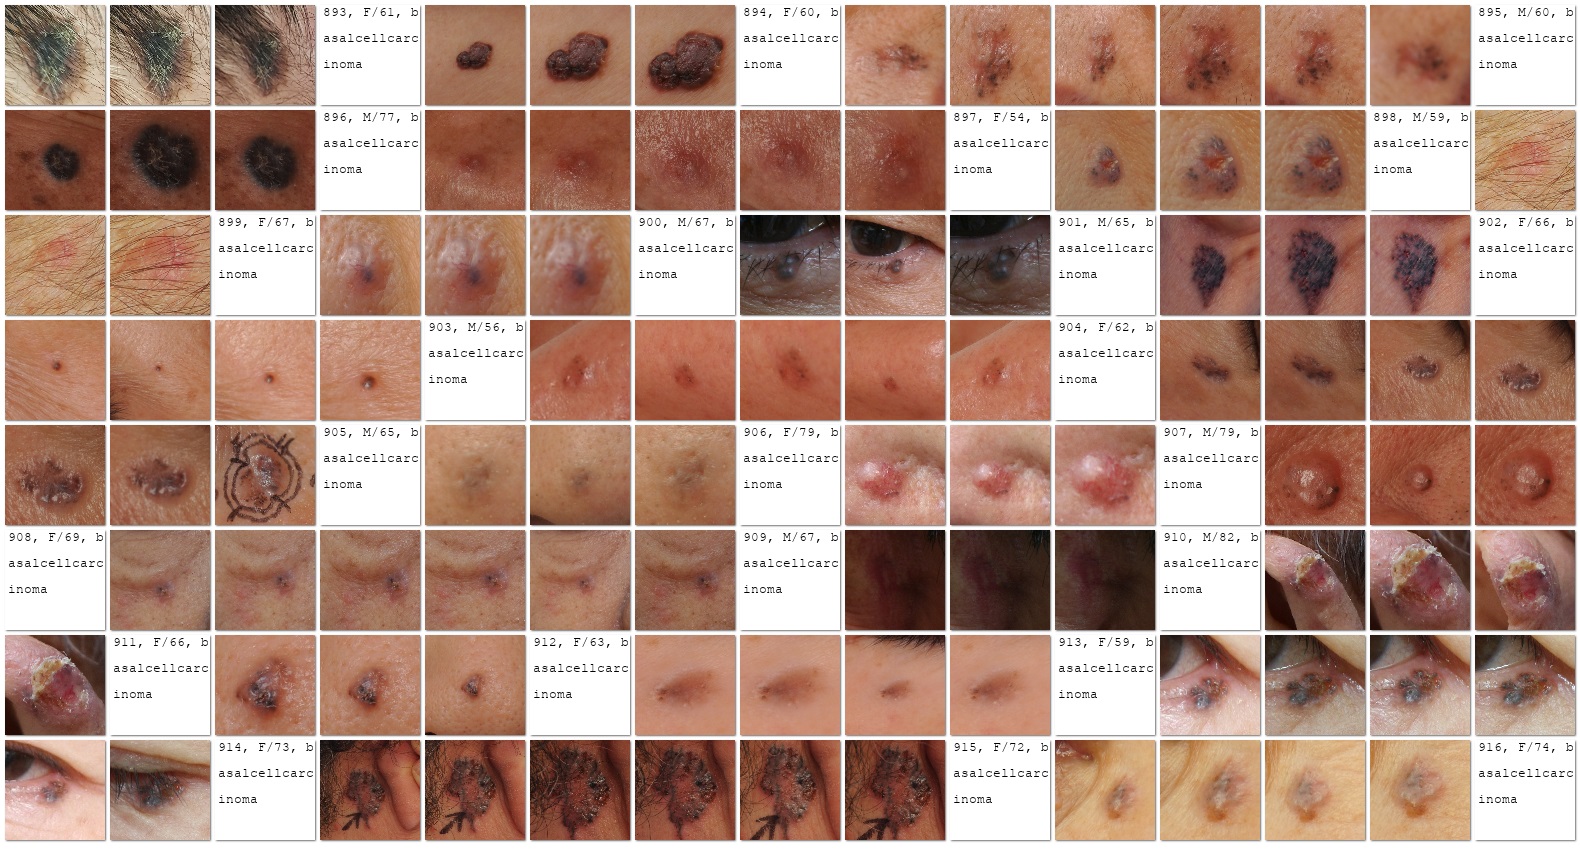 893, F/61, b
asalcellcarc
inoma
894, F/60, b
asalcellcarc
inoma
895, M/60, b
asalcellcarc
inoma
896, M/77, b
asalcellcarc
inoma
897, F/54, b
asalcellcarc
inoma
898, M/59, b
asalcellcarc
inoma
899, F/67, b
asalcellcarc
inoma
900, M/67, b
asalcellcarc
inoma
901, M/65, b
asalcellcarc
inoma
902, F/66, b
asalcellcarc
inoma
903, M/56, b
asalcellcarc
inoma
904, F/62, b
asalcellcarc
inoma
905, M/65, b
asalcellcarc
inoma
906, F/79, b
asalcellcarc
inoma
907, M/79, b
asalcellcarc
inoma
908, F/69, b
asalcellcarc
inoma
909, M/67, b
asalcellcarc
inoma
910, M/82, b
asalcellcarc
inoma
911, F/66, b
asalcellcarc
inoma
912, F/63, b
asalcellcarc
inoma
913, F/59, b
asalcellcarc
inoma
914, F/73, b
asalcellcarc
inoma
915, F/72, b
asalcellcarc
inoma
916, F/74, b
asalcellcarc
inoma